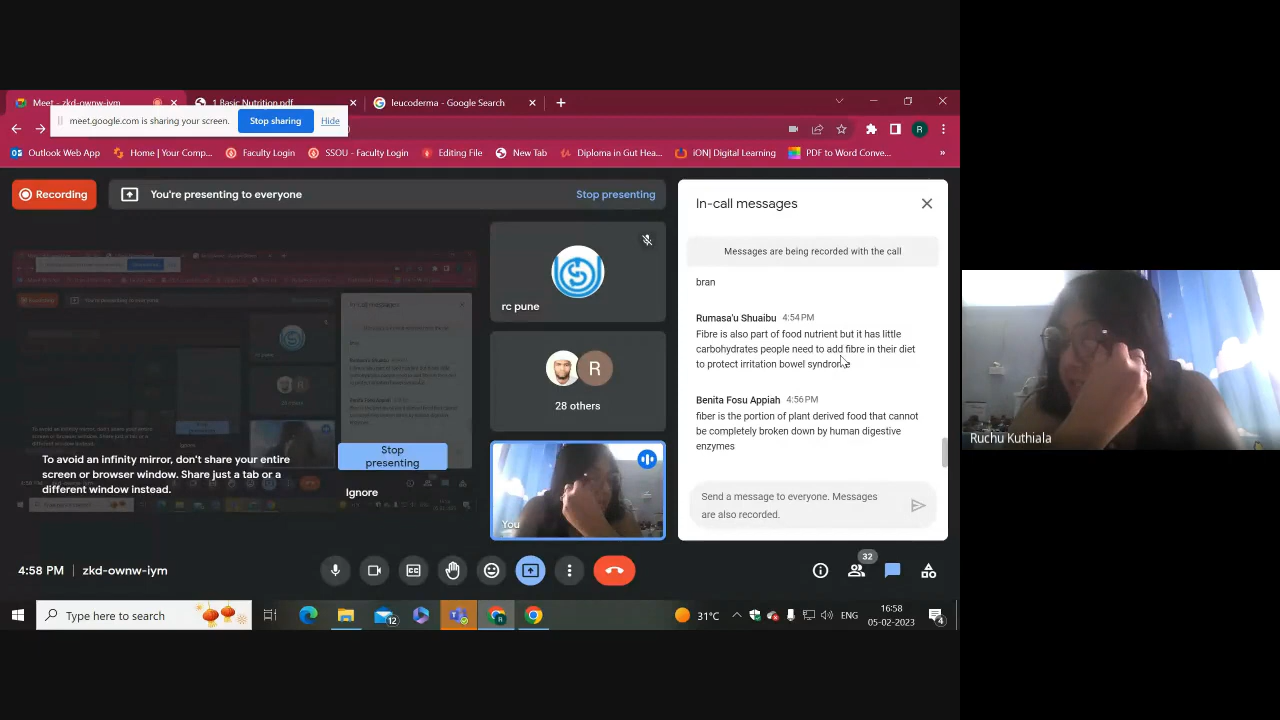 Meet - zkd-ownw-iym
1 Basic Nutrition.pdf
leucoderma - Google Search
meet.google.com is sharing your screen.
Stop sharing
Hide
R
Outlook Web App
Home | Your Comp...
Faculty Login
SSOU - Faculty Login
Editing File
New Tab
Diploma in Gut Hea...
iON| Digital Learning
PDF to Word Conve...
»
Recording
You're presenting to everyone
Stop presenting
In-call messages
Messages are being recorded with the call
bran
Rumasa'u Shuaibu 4:54PM
Fibre is also part of food nutrient but it has little
carbohydrates people need to add fibre in their diet
to protect irritation bowel syndrome
Benita Fosu Appiah 4:56PM
fiber is the portion of plant derived food that cannot
be completely broken down by human digestive
enzymes
Send a message to everyone. Messages
are also recorded.
rc pune
R
28 others
You
To avoid an infinity mirror, don't share your entire
screen or browser window. Share just a tab or a
different window instead.
Stop
presenting
Ignore
4:58 PM
zkd-ownw-iym
32
Type here to search
12
31°C
ENG
16:58
05-02-2023
4
Ruchu Kuthiala